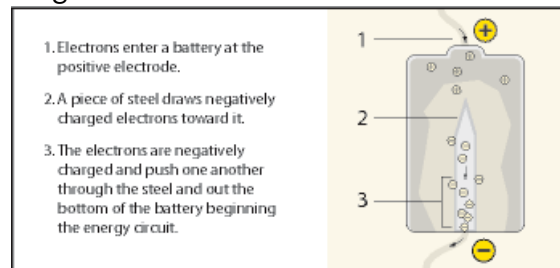 1. Electrons enter a battery at the
positive electrode.
2. A piece of steel draws negatively
charged electrons toward it.
3. The electrons are negatively
charged and push one another
through the steel and out the
bottom of the battery beginning
the energy circuit.
1
+
2
3
−